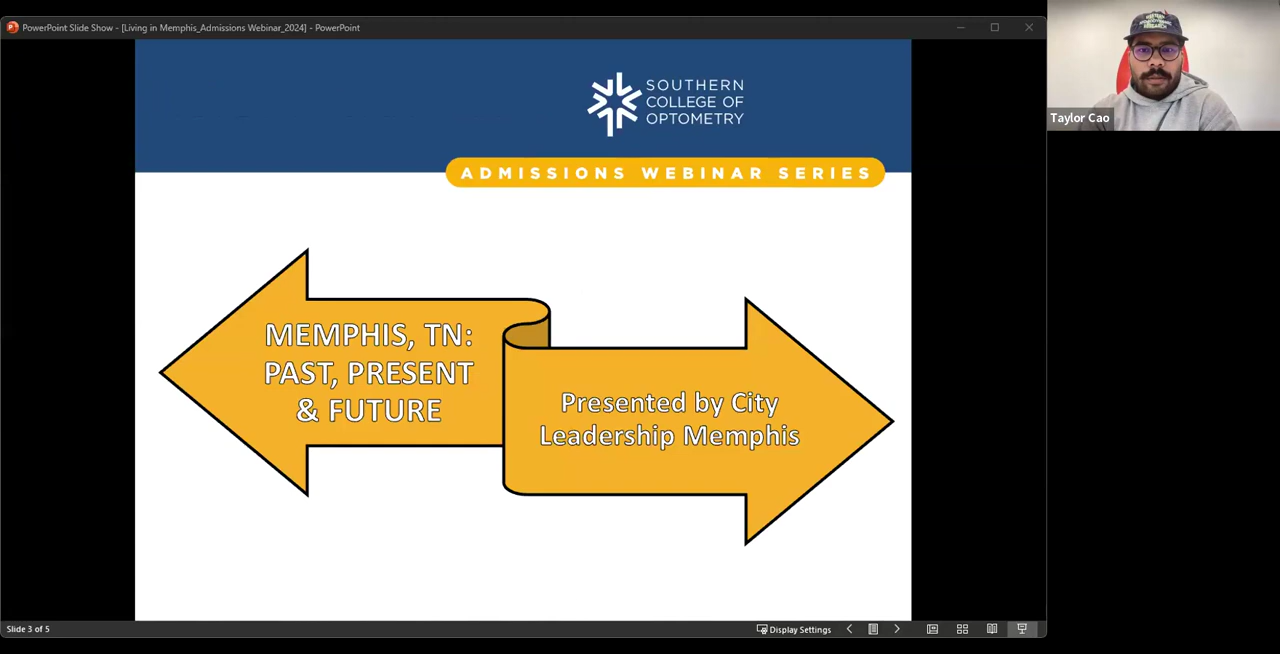 PowerPoint Slide Show - [Living in Memphis_Admissions Webinar_2024] - PowerPoint
SOUTHERN
COLLEGE OF
OPTOMETRY
ADMISSIONS WEBINAR SERIES
MEMPHIS, TN:
PAST, PRESENT
& FUTURE
Presented by City
Leadership Memphis
Taylor Cao
Slide 3 of 5
Display Settings